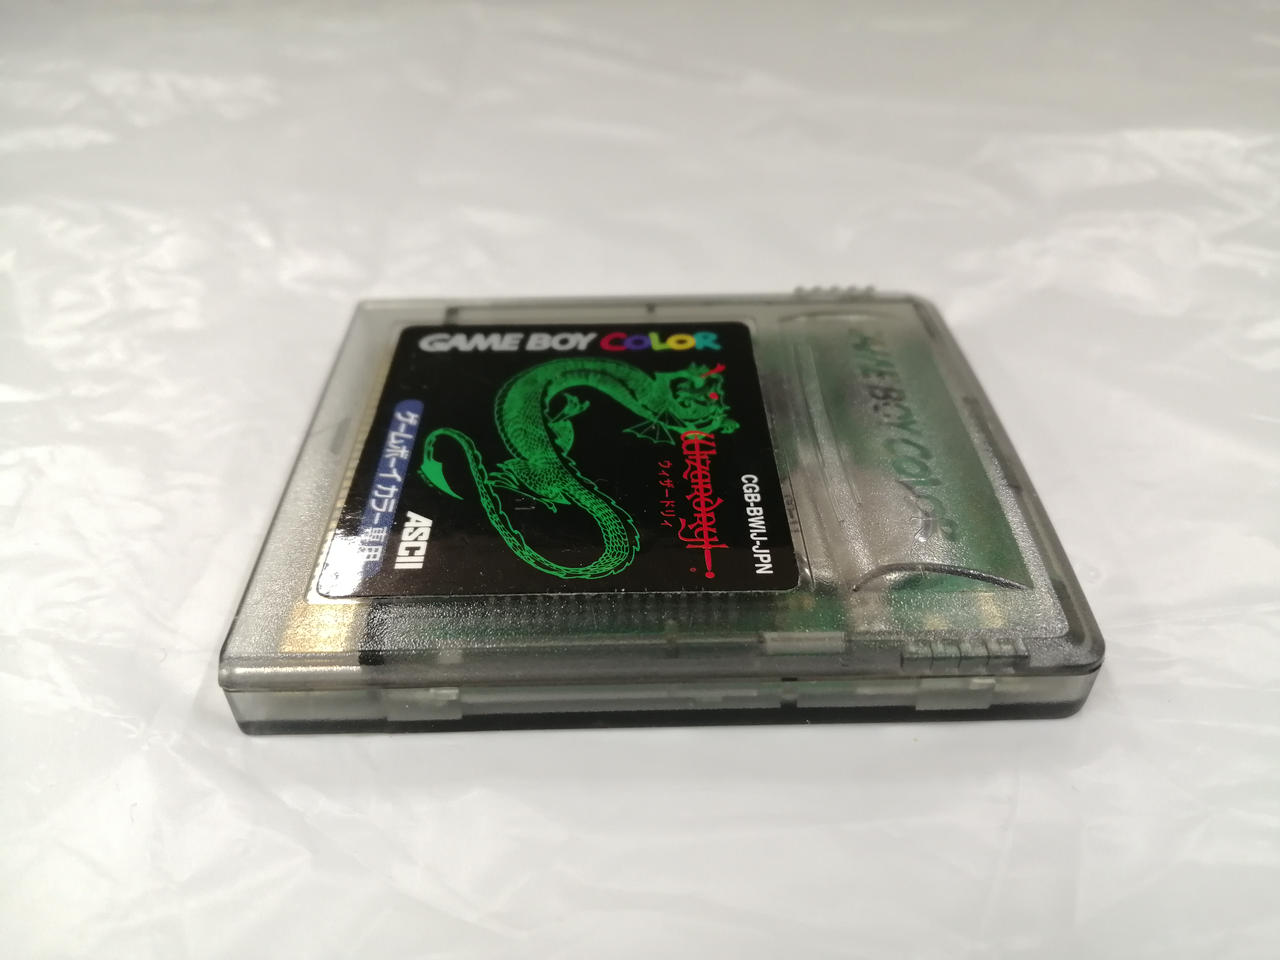 GAME BOY COLOR
GAME BOY COLOR
CGB-BWIJ-JPN
Wizardry
ウィザードリィ
ASCII
ゲームボーイカラー専用